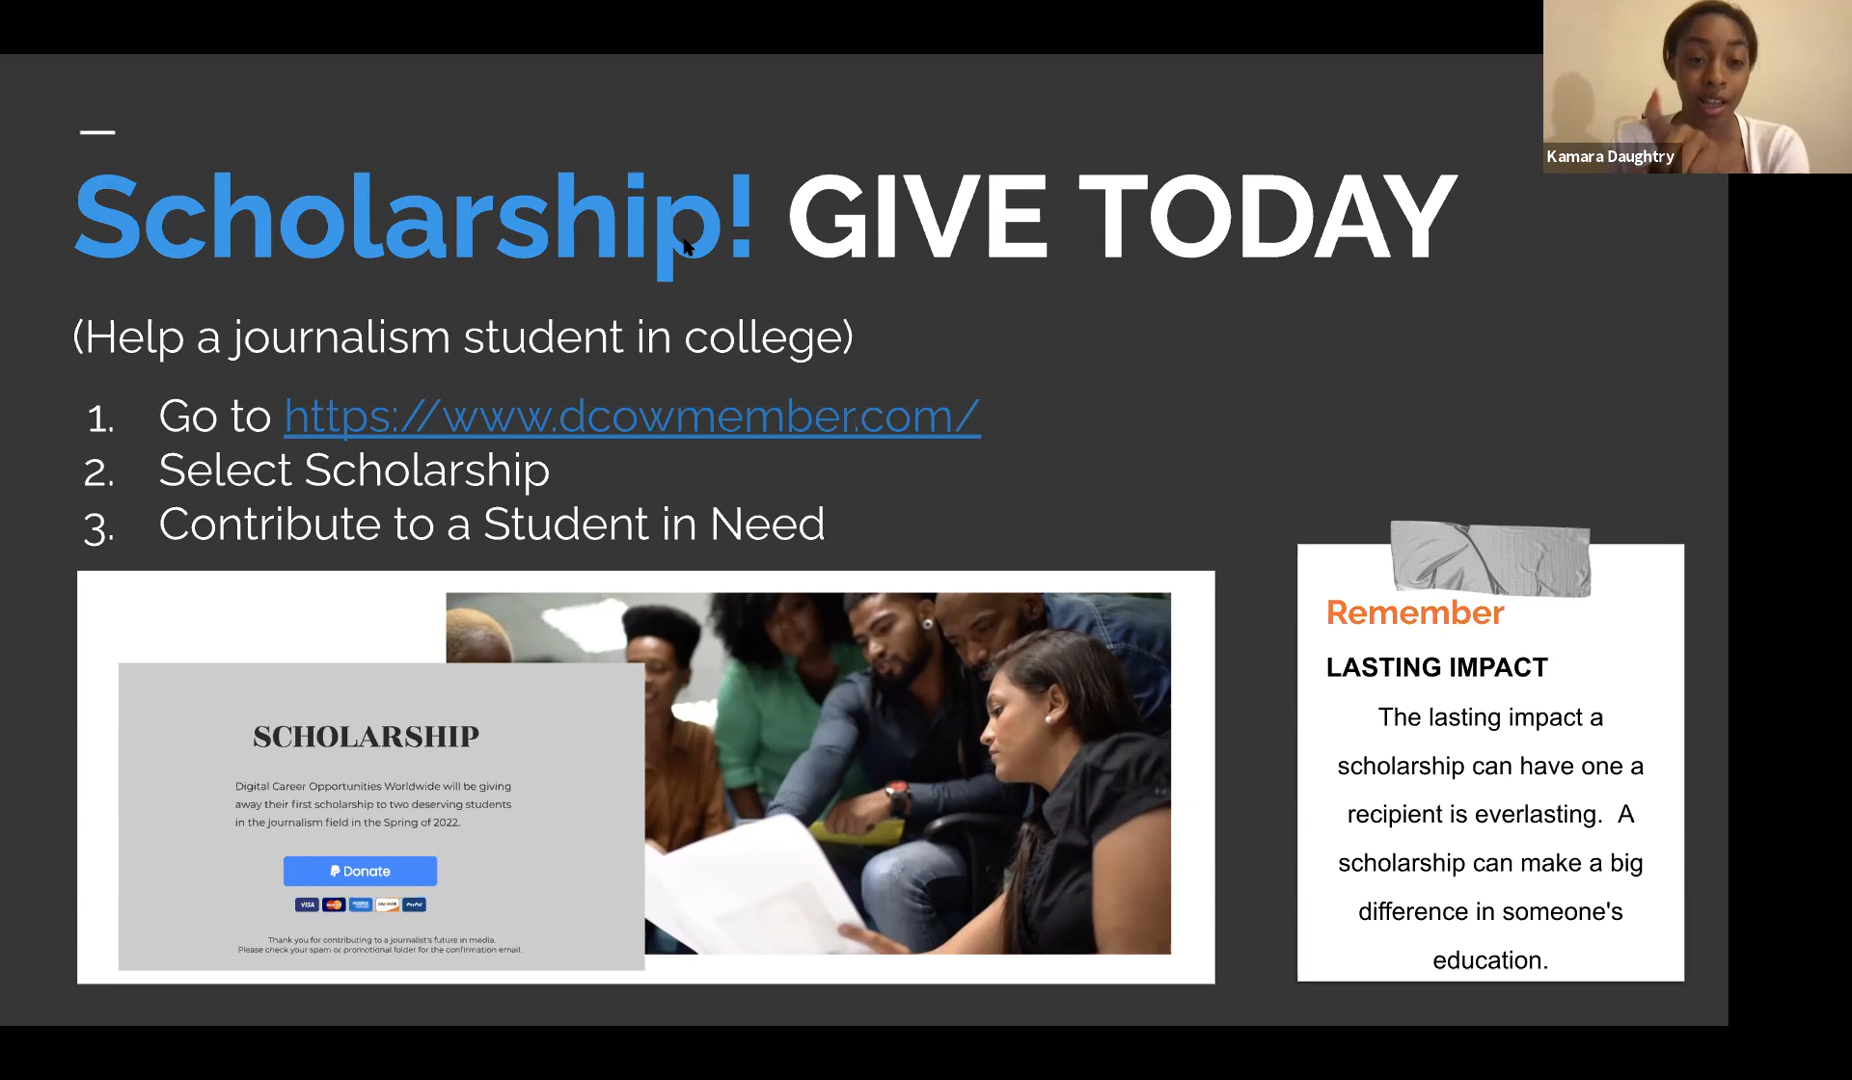 Kamara Daughtry
Scholarship! GIVE TODAY
(Help a journalism student in college)
1. Go to https://www.dcowmember.com/
2. Select Scholarship
3. Contribute to a Student in Need
SCHOLARSHIP
Digital Career Opportunities Worldwide will be giving
away their first scholarship to two deserving students
in the journalism field in the Spring of 2022.
Donate
VISA MasterCard DISCOVER PayPal
Thank you for contributing to a journalist's future in media.
Please check your spam or promotional folder for the confirmation email.
Remember
LASTING IMPACT
The lasting impact a
scholarship can have one a
recipient is everlasting. A
scholarship can make a big
difference in someone's
education.